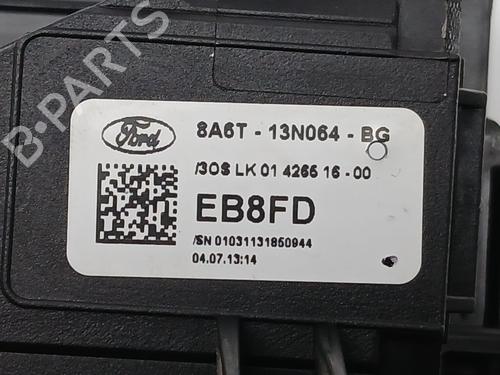 B-PARTS
Ford
8A6T - 13N064 - BG
/3OS LK 01 4266 16 - 00
EB8FD
/SN 01031131850944
04.07.13:14